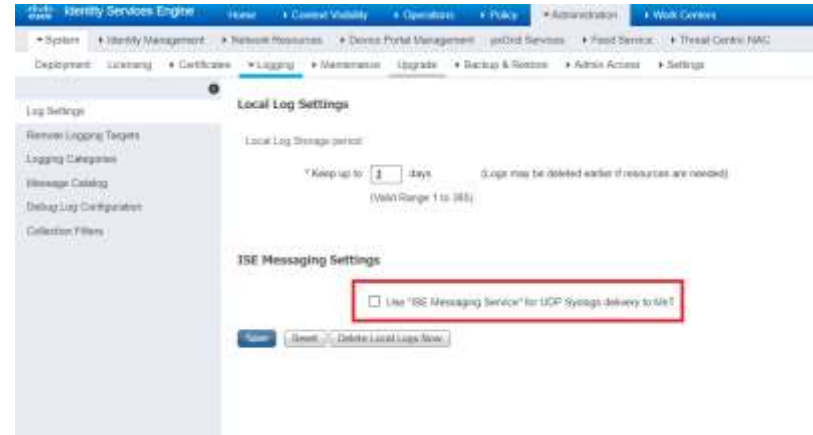 Identity Services Engine Home Context Visibility Operations Policy Administration Work Centers
System Identity Management Network Resources Device Portal Management pxGrid Services Feed Service Threat Centric NAC
Deployment Licensing Certificates Logging Maintenance Upgrade Backup & Restore Admin Access Settings
Log Settings
Remote Logging Targets
Logging Categories
Message Catalog
Debug Log Configuration
Collection Filters
Local Log Settings
Local Log Storage period
* Keep up to 1 days (Logs may be deleted earlier if resources are needed)
(Valid Range 1 to 365)
ISE Messaging Settings
Use "ISE Messaging Service" for UDP Syslogs delivery to MnT
Save Reset Delete Local Logs Now